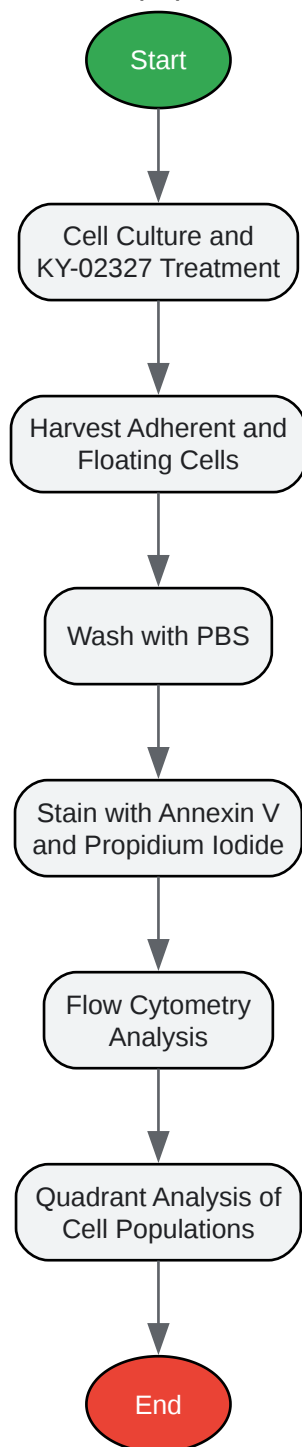 Start
Cell Culture and
KY-02327 Treatment
Harvest Adherent and
Floating Cells
Wash with PBS
Stain with Annexin V
and Propidium Iodide
Flow Cytometry
Analysis
Quadrant Analysis of
Cell Populations
End